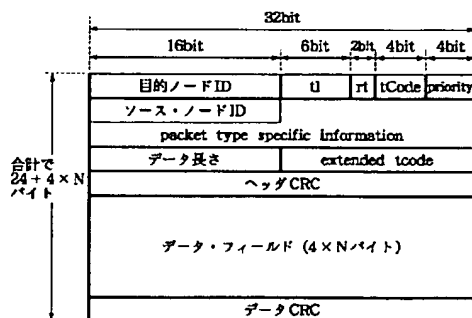 32bit
16bit 6bit 2bit 4bit 4bit
目的ノードID tl rt tCode priority
ソース・ノードID
packet type specific information
データ長さ extended tcode
ヘッダCRC
合計で
24+4×N
バイト
データ・フィールド (4×Nバイト)
データCRC